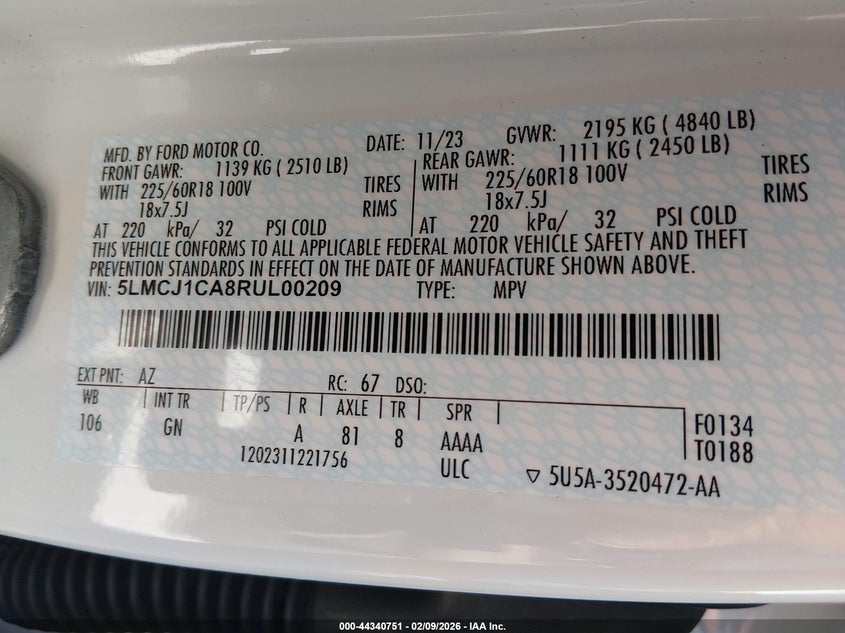 MFD. BY FORD MOTOR CO. DATE: 11/23 GVWR: 2195 KG ( 4840 LB)
FRONT GAWR: 1139 KG ( 2510 LB) REAR GAWR: 1111 KG ( 2450 LB)
WITH 225/60R18 100V TIRES WITH 225/60R18 100V TIRES
18x7.5J RIMS 18x7.5J RIMS
AT 220 kPa/ 32 PSI COLD AT 220 kPa/ 32 PSI COLD
THIS VEHICLE CONFORMS TO ALL APPLICABLE FEDERAL MOTOR VEHICLE SAFETY AND THEFT
PREVENTION STANDARDS IN EFFECT ON THE DATE OF MANUFACTURE SHOWN ABOVE.
VIN: 5LMCJ1CA8RUL00209 TYPE: MPV
EXT PNT: AZ RC: 67 DSO:
WB INT TR TP/PS R AXLE TR SPR
106 GN A 81 8 AAAA F0134
1202311221756 ULC T0188
▽ 5U5A-3520472-AA
000-44340751 | 02/09/2026 - IAA Inc.